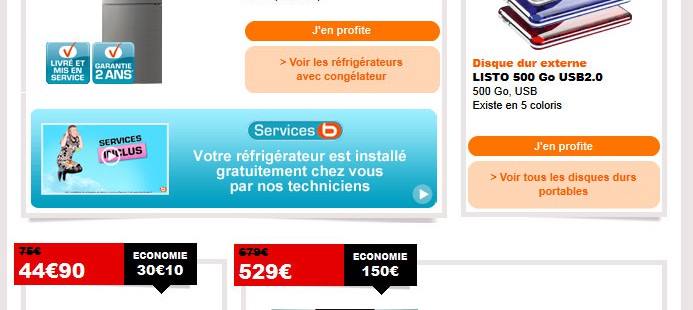 LIVRÉ ET
MIS EN
SERVICE
GARANTIE
2 ANS
J'en profite
> Voir les réfrigérateurs
avec congélateur
Services b
SERVICES
INCLUS
Votre réfrigérateur est installé
gratuitement chez vous
par nos techniciens
Disque dur externe
LISTO 500 Go USB2.0
500 Go, USB
Existe en 5 coloris
J'en profite
> Voir tous les disques durs
portables
75€
44€90
ECONOMIE
30€10
679€
529€
ECONOMIE
150€